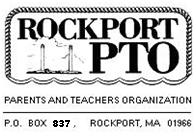 ROCKPORT
PTO
PARENTS AND TEACHERS ORGANIZATION
P.O. BOX 837, ROCKPORT, MA 01966